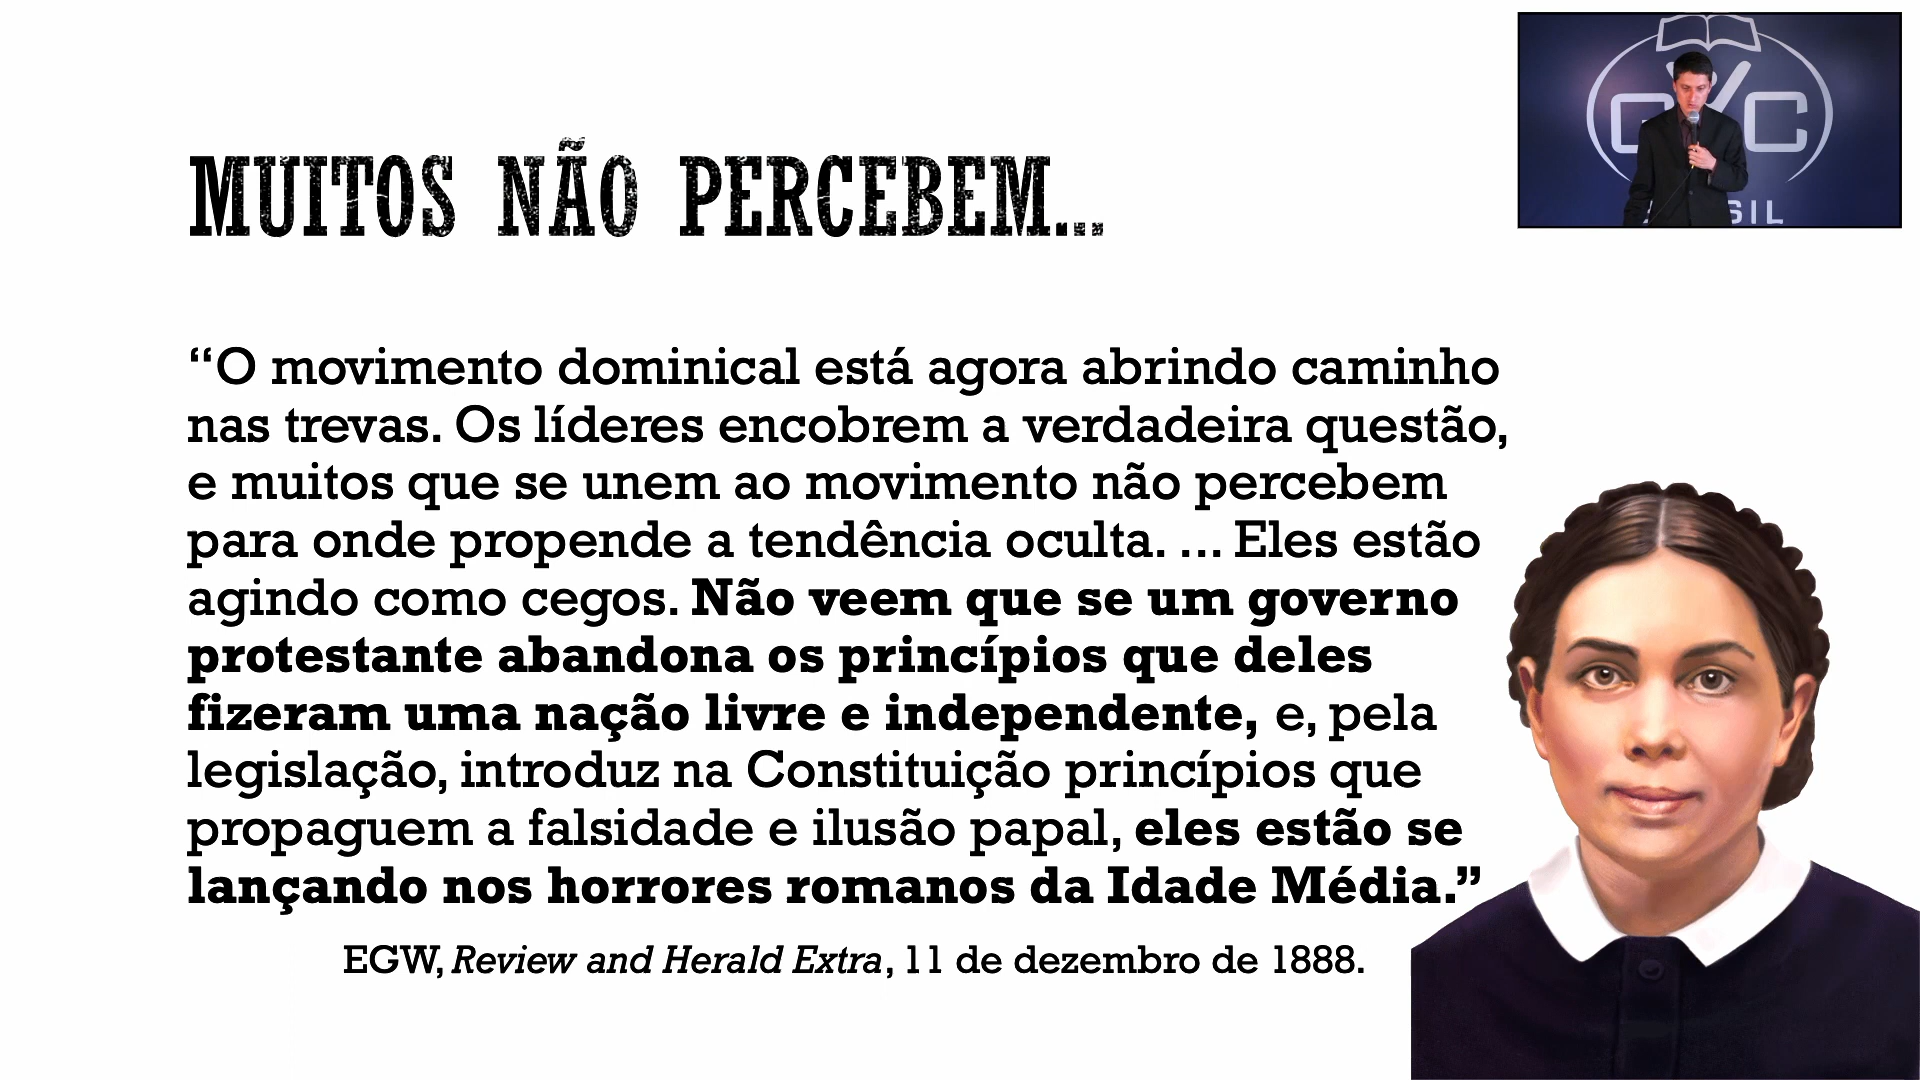 MUITOS NÃO PERCEBEM...
“O movimento dominical está agora abrindo caminho
nas trevas. Os líderes encobrem a verdadeira questão,
e muitos que se unem ao movimento não percebem
para onde propende a tendência oculta. ... Eles estão
agindo como cegos. Não veem que se um governo
protestante abandona os princípios que deles
fizeram uma nação livre e independente, e, pela
legislação, introduz na Constituição princípios que
propaguem a falsidade e ilusão papal, eles estão se
lançando nos horrores romanos da Idade Média.”
EGW, Review and Herald Extra, 11 de dezembro de 1888.